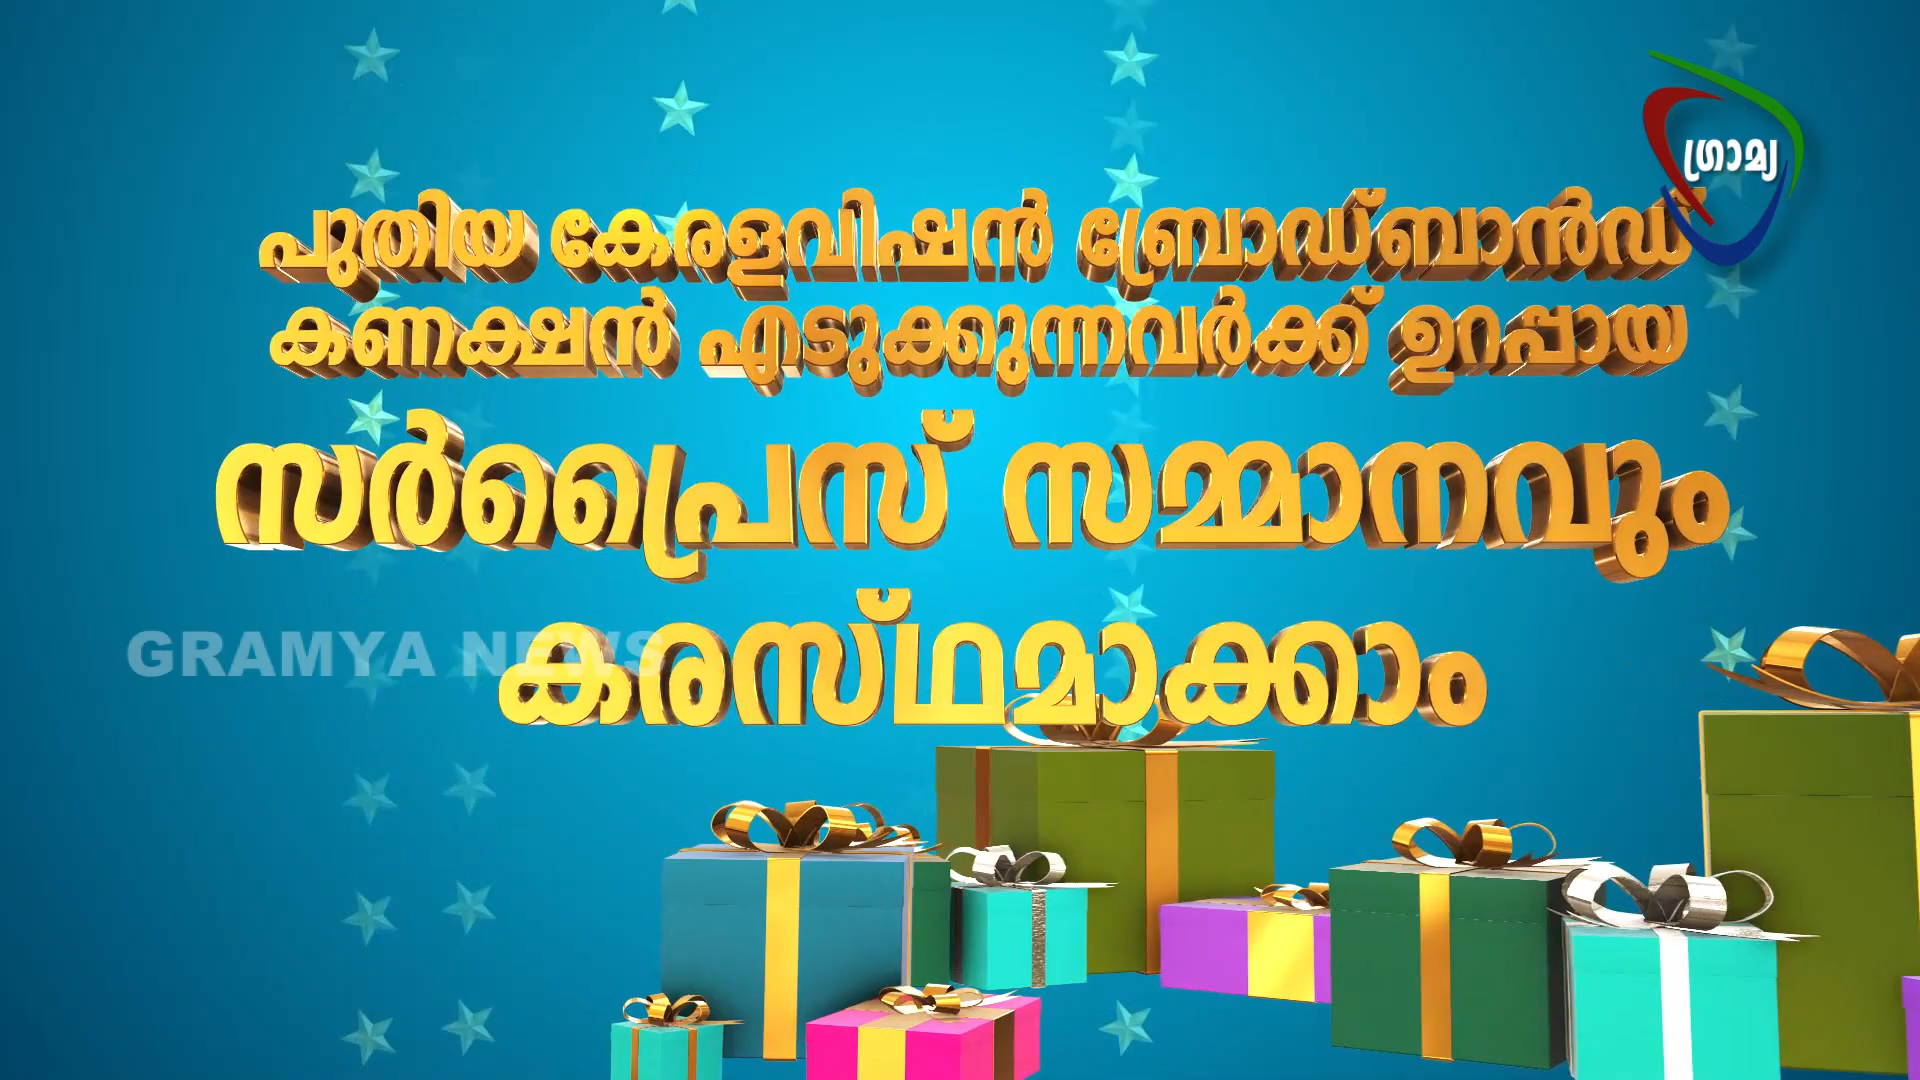 ഗ്രാമ്യ
പുതിയ കേരളവിഷൻ ബ്രോഡ്ബാൻഡ്
കണക്ഷൻ എടുക്കുന്നവർക്ക് ഉറപ്പായ
സർപ്രൈസ് സമ്മാനവും
GRAMYA NEWS
കരസ്ഥമാക്കാം